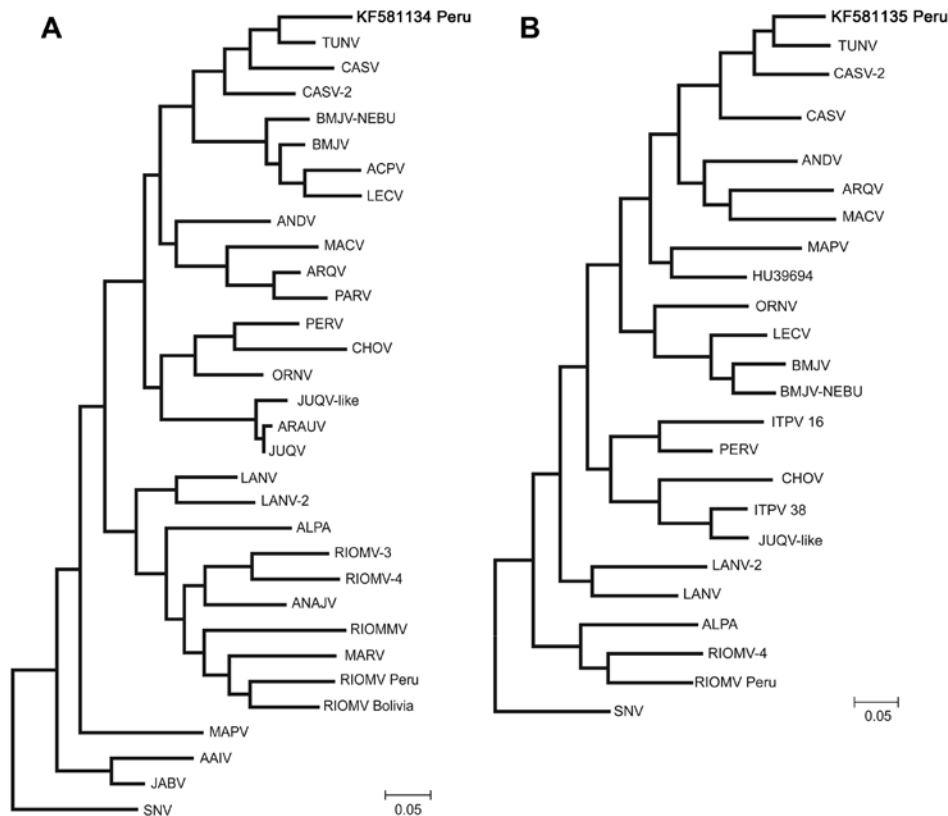 A
KF581134 Peru
TUNV
CASV
CASV-2
BMJV-NEBU
BMJV
ACPV
LECV
ANDV
MACV
ARQV
PARV
PERV
CHOV
ORNV
JUQV-like
ARAUV
JUQV
LANV
LANV-2
ALPA
RIOMV-3
RIOMV-4
ANAJV
RIOMMV
MARV
RIOMV Peru
RIOMV Bolivia
MAPV
AAIV
JABV
SNV
0.05
B
KF581135 Peru
TUNV
CASV-2
CASV
ANDV
ARQV
MACV
MAPV
HU39694
ORNV
LECV
BMJV
BMJV-NEBU
ITPV 16
PERV
CHOV
ITPV 38
JUQV-like
LANV-2
LANV
ALPA
RIOMV-4
RIOMV Peru
SNV
0.05